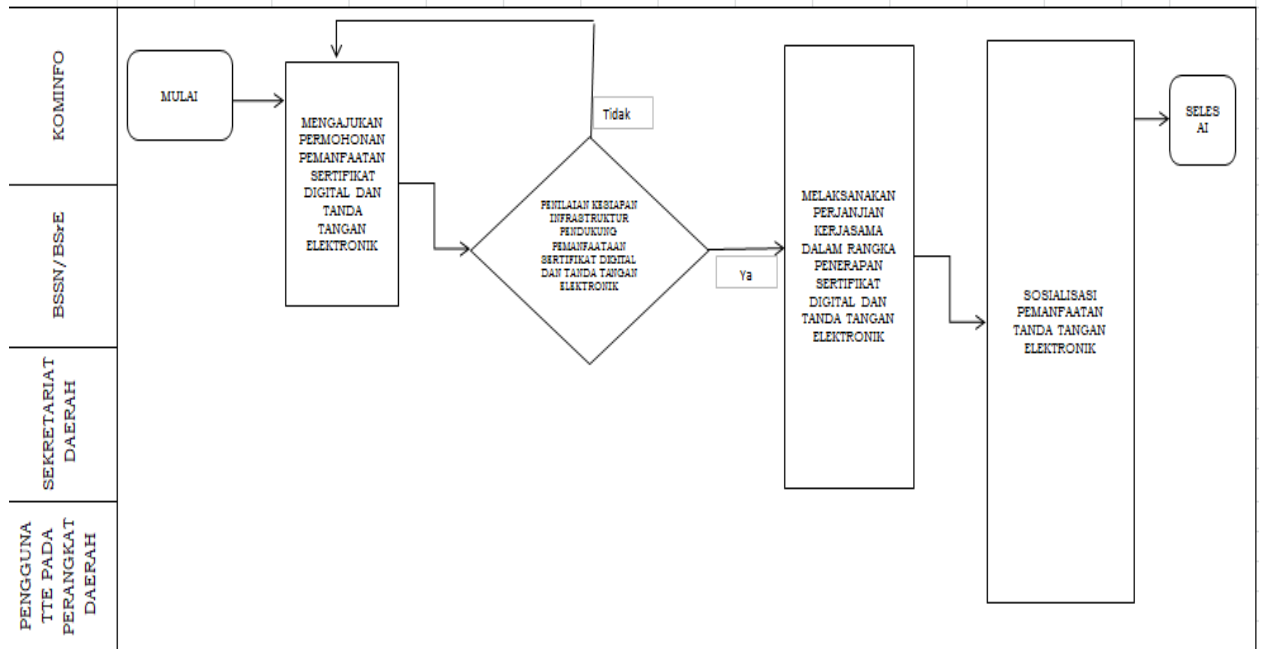 KOMINFO
MULAI
MENGAJUKAN
PERMOHONAN
PEMANFAATAN
SERTIFIKAT
DIGITAL DAN
TANDA
TANGAN
ELEKTRONIK
Tidak
PENILAIAN KESIAPAN
INFRASTRUKTUR
PENDUKUNG
PEMANFAATAAN
SERTIFIKAT DIGITAL
DAN TANDA TANGAN
ELEKTRONIK
Ya
MELAKSANAKAN
PERJANJIAN
KERJASAMA
DALAM RANGKA
PENERAPAN
SERTIFIKAT
DIGITAL DAN
TANDA TANGAN
ELEKTRONIK
SOSIALISASI
PEMANFAATAN
TANDA TANGAN
ELEKTRONIK
SELES
AI
BSSN/BSrE
SEKRETARIAT
DAERAH
PENGGUNA
TTE PADA
PERANGKAT
DAERAH